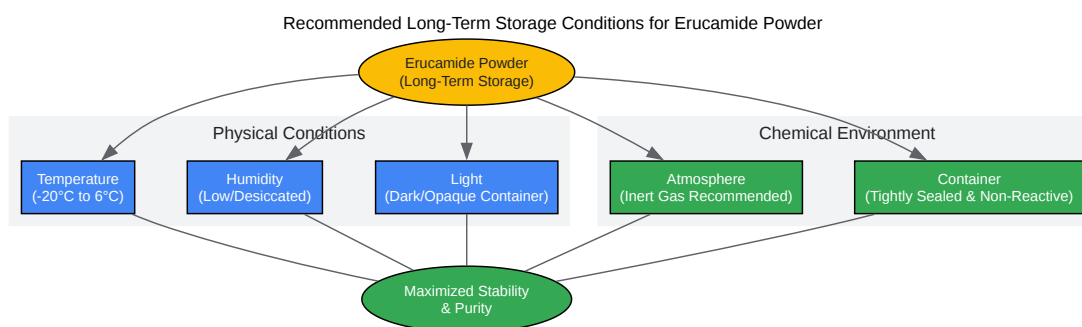 Recommended Long-Term Storage Conditions for Erucamide Powder
Erucamide Powder
(Long-Term Storage)
Physical Conditions
Chemical Environment
Temperature
(-20°C to 6°C)
Humidity
(Low/Desiccated)
Light
(Dark/Opaque Container)
Atmosphere
(Inert Gas Recommended)
Container
(Tightly Sealed & Non-Reactive)
Maximized Stability
& Purity